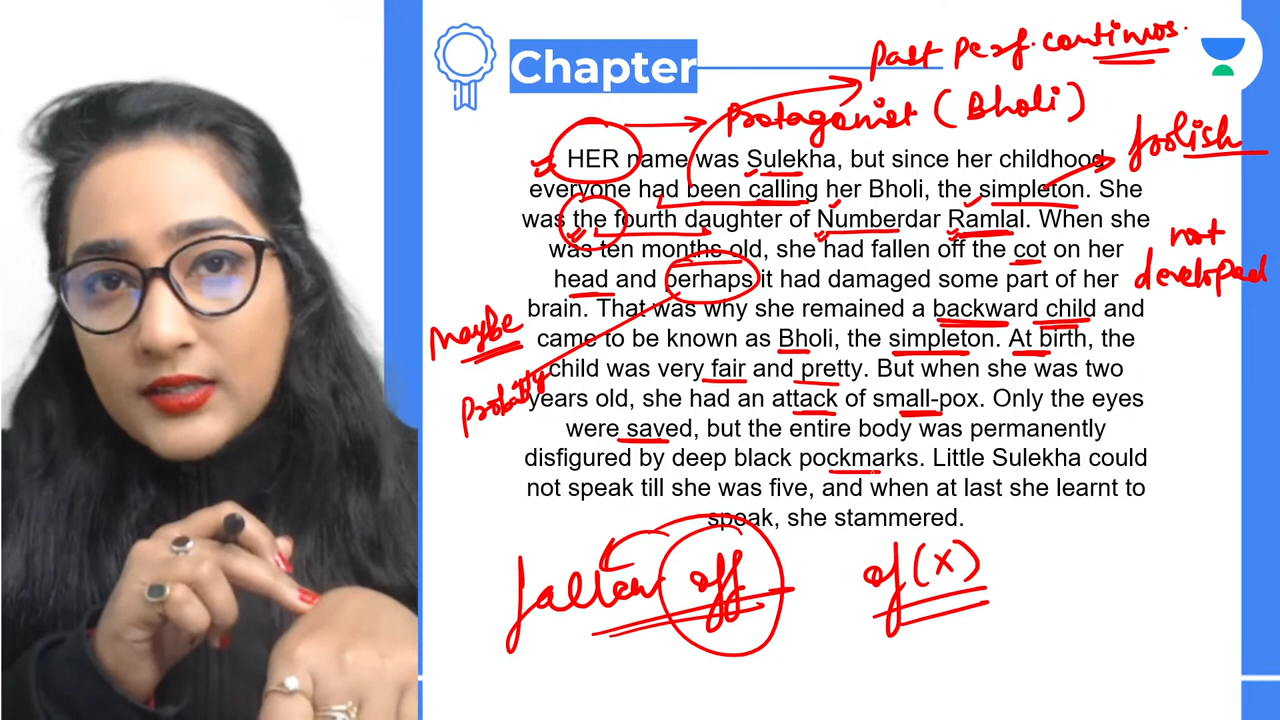 Chapter
Past Perf. continuos.
Protagonist (Bholi)
foolish
HER name was Sulekha, but since her childhood
everyone had been calling her Bholi, the simpleton. She
was the fourth daughter of Numberdar Ramlal. When she
was ten months old, she had fallen off the cot on her
head and perhaps it had damaged some part of her
brain. That was why she remained a backward child and
came to be known as Bholi, the simpleton. At birth, the
child was very fair and pretty. But when she was two
years old, she had an attack of small-pox. Only the eyes
were saved, but the entire body was permanently
disfigured by deep black pockmarks. Little Sulekha could
not speak till she was five, and when at last she learnt to
speak, she stammered.
not
developed
Maybe
fallen off of (x)